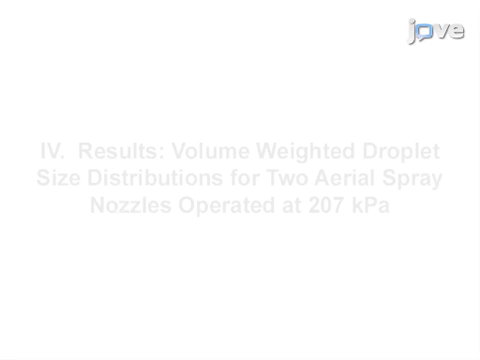 jove
IV. Results: Volume Weighted Droplet
Size Distributions for Two Aerial Spray
Nozzles Operated at 207 kPa